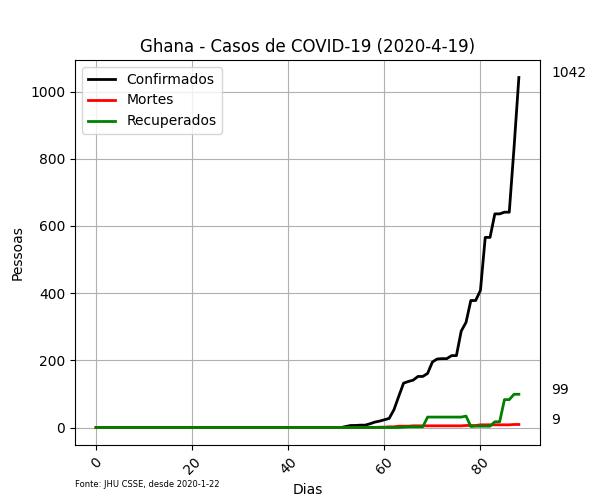 Ghana - Casos de COVID-19 (2020-4-19)
Confirmados
Mortes
Recuperados
1042
99
9
1000
800
600
400
200
0
Pessoas
0
20
40
60
80
Dias
Fonte: JHU CSSE, desde 2020-1-22